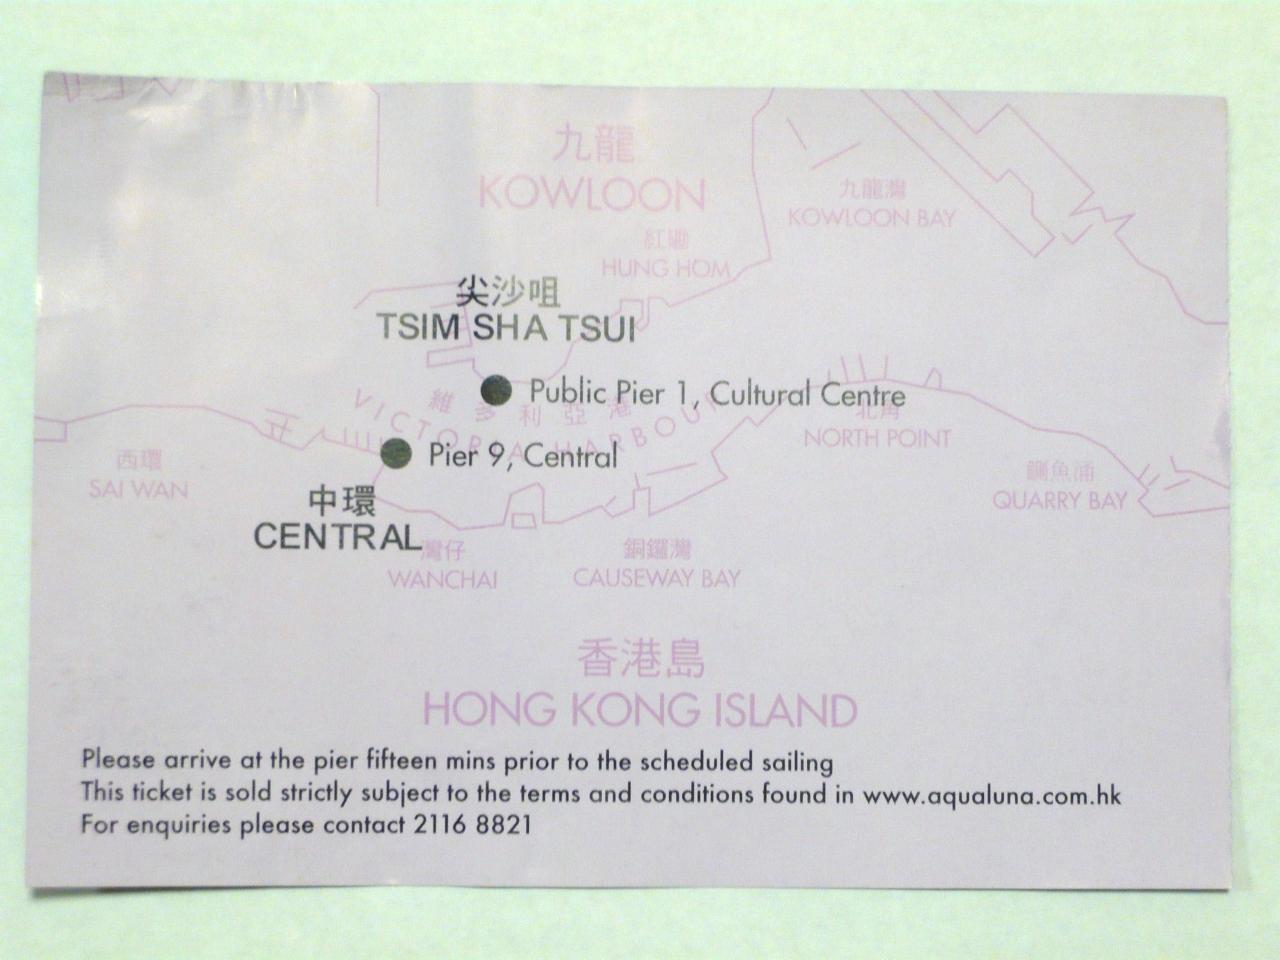 九龍
KOWLOON
九龍灣
KOWLOON BAY
紅磡
HUNG HOM
尖沙咀
TSIM SHA TSUI
Public Pier 1, Cultural Centre
維多利亞港
VICTORIA HARBOUR
北角
NORTH POINT
Pier 9, Central
西環
SAI WAN
鰂魚涌
QUARRY BAY
中環
CENTRAL
灣仔
WANCHAI
銅鑼灣
CAUSEWAY BAY
香港島
HONG KONG ISLAND
Please arrive at the pier fifteen mins prior to the scheduled sailing
This ticket is sold strictly subject to the terms and conditions found in www.aqualuna.com.hk
For enquiries please contact 2116 8821